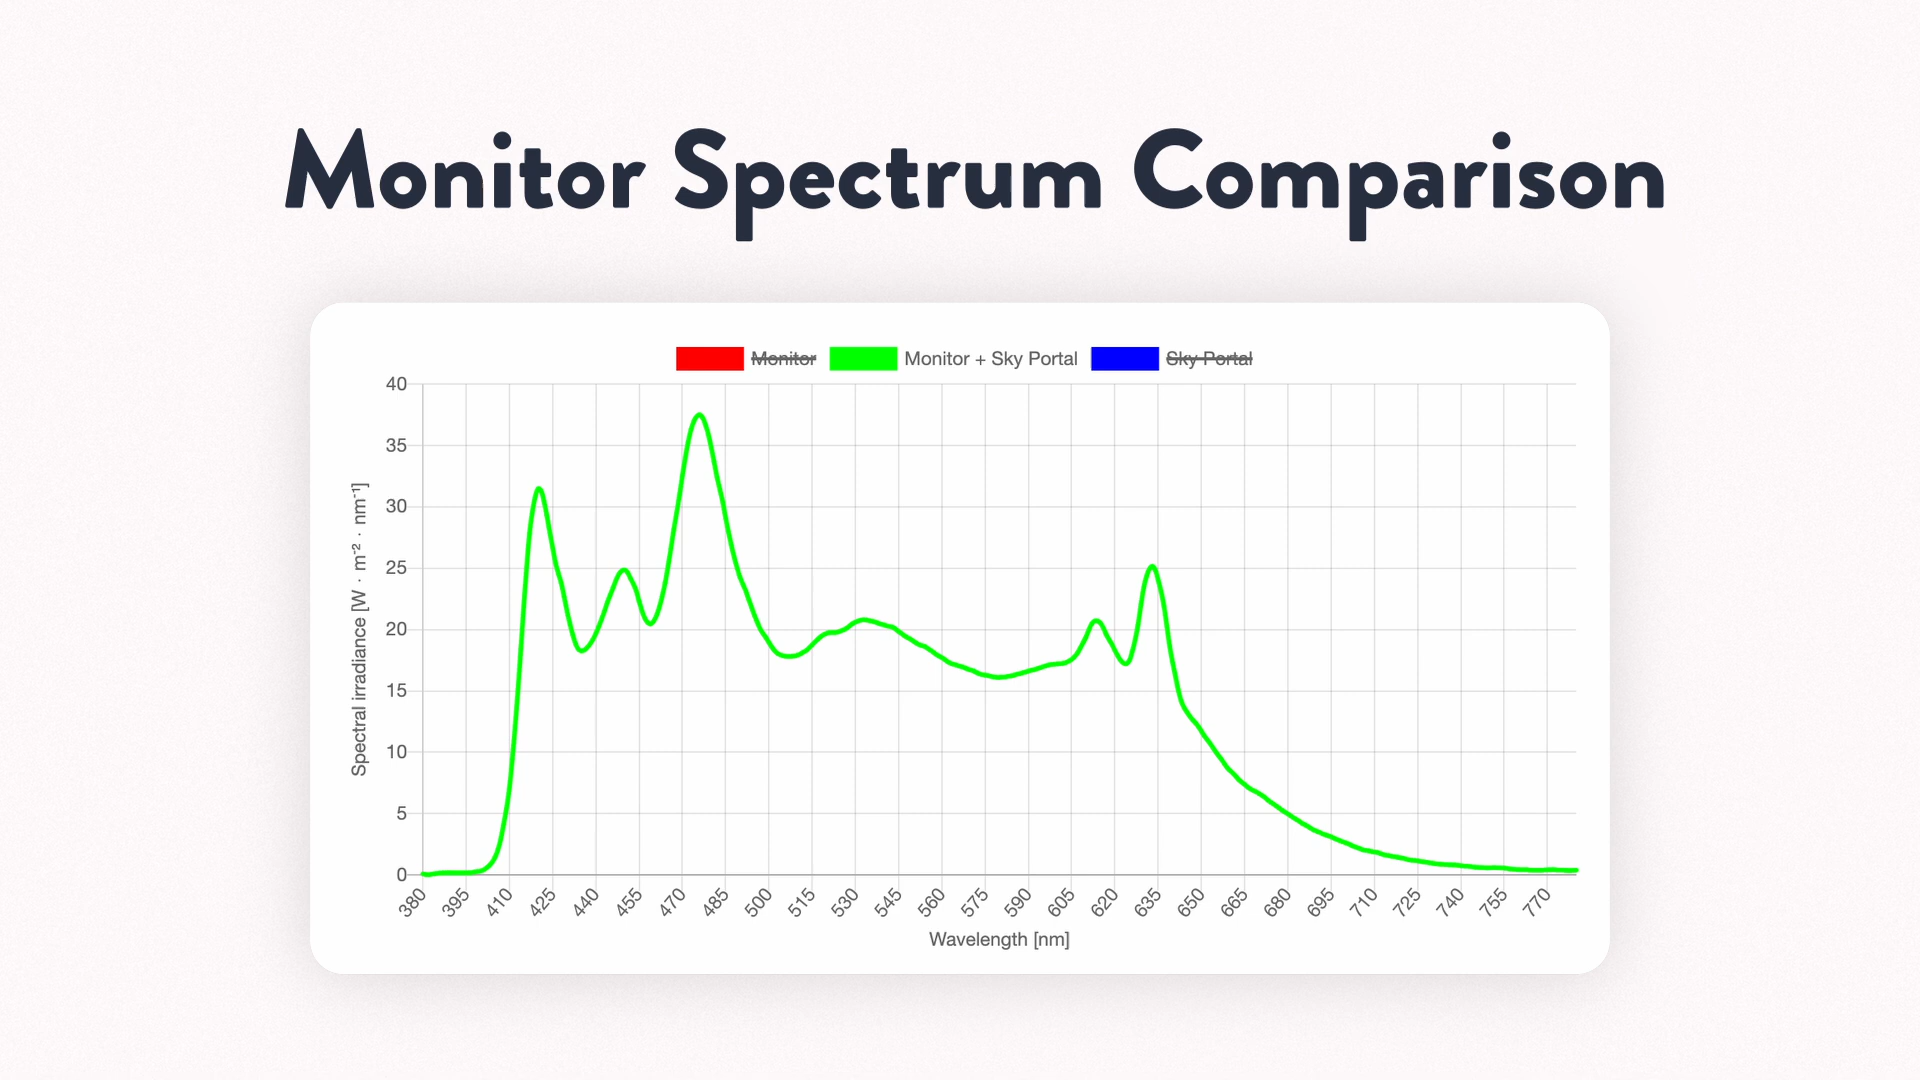 Monitor Spectrum Comparison
Monitor Monitor + Sky Portal Sky Portal
Spectral irradiance [W · m⁻² · nm⁻¹]
40
35
30
25
20
15
10
5
0
380 395 410 425 440 455 470 485 500 515 530 545 560 575 590 605 620 635 650 665 680 695 710 725 740 755 770
Wavelength [nm]